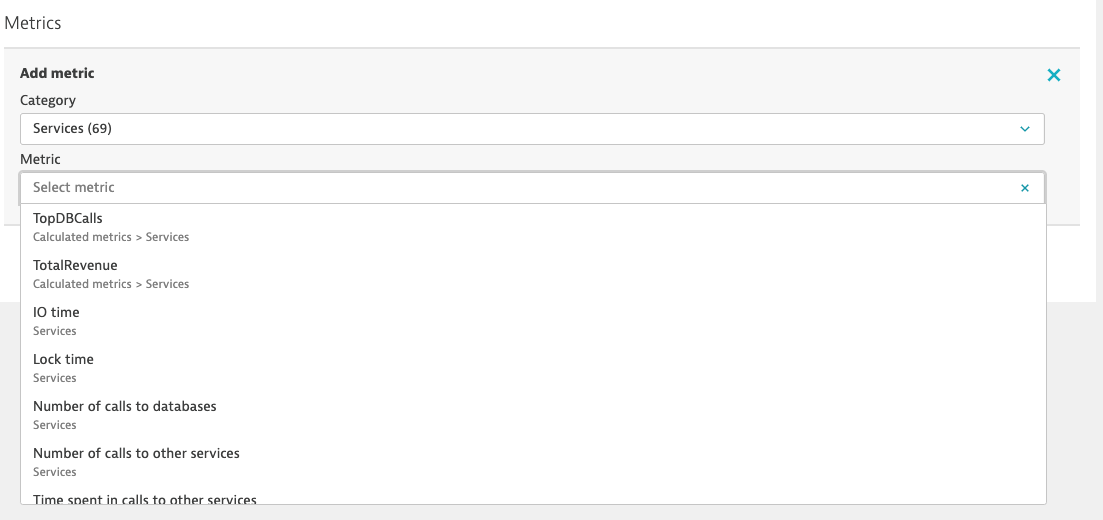 Metrics
Add metric
Category
Services (69)
Metric
Select metric
TopDBCalls
Calculated metrics > Services
TotalRevenue
Calculated metrics > Services
IO time
Services
Lock time
Services
Number of calls to databases
Services
Number of calls to other services
Services
Time spent in calls to other services